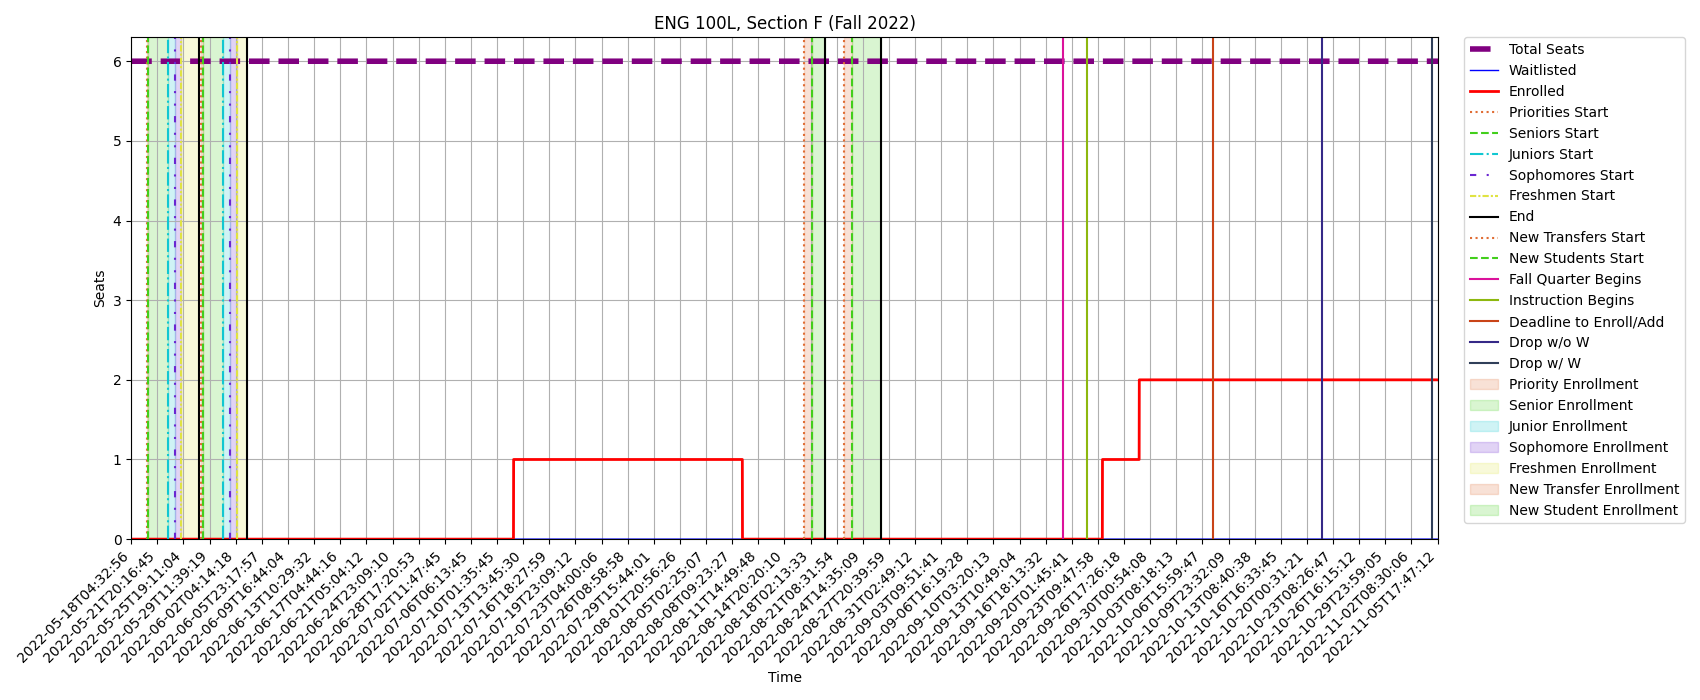 ENG 100L, Section F (Fall 2022)
Seats
6
5
4
3
2
1
0
2022-05-18T04:32:56
2022-05-21T20:16:45
2022-05-25T19:11:04
2022-05-29T11:39:19
2022-06-02T04:14:18
2022-06-05T23:17:57
2022-06-09T16:44:04
2022-06-13T10:29:32
2022-06-17T04:44:16
2022-06-21T05:04:12
2022-06-24T23:09:10
2022-06-28T17:20:53
2022-07-02T11:47:45
2022-07-06T06:13:45
2022-07-10T01:35:45
2022-07-13T13:45:30
2022-07-16T18:27:59
2022-07-19T23:09:12
2022-07-23T04:00:06
2022-07-26T08:58:58
2022-07-29T15:44:01
2022-08-01T20:56:26
2022-08-05T02:25:07
2022-08-08T09:23:27
2022-08-11T14:49:48
2022-08-14T20:20:10
2022-08-18T02:13:33
2022-08-21T08:31:54
2022-08-24T14:35:09
2022-08-27T20:39:59
2022-08-31T02:49:12
2022-09-03T09:51:41
2022-09-06T16:19:28
2022-09-10T03:20:13
2022-09-13T10:49:04
2022-09-16T18:13:32
2022-09-20T01:45:41
2022-09-23T09:47:58
2022-09-26T17:26:18
2022-09-30T00:54:08
2022-10-03T08:18:13
2022-10-06T15:59:47
2022-10-09T23:32:09
2022-10-13T08:40:38
2022-10-16T16:33:45
2022-10-20T00:31:21
2022-10-23T08:26:47
2022-10-26T16:15:12
2022-10-29T23:59:05
2022-11-02T08:30:06
2022-11-05T17:47:12
Time
Total Seats
Waitlisted
Enrolled
Priorities Start
Seniors Start
Juniors Start
Sophomores Start
Freshmen Start
End
New Transfers Start
New Students Start
Fall Quarter Begins
Instruction Begins
Deadline to Enroll/Add
Drop w/o W
Drop w/ W
Priority Enrollment
Senior Enrollment
Junior Enrollment
Sophomore Enrollment
Freshmen Enrollment
New Transfer Enrollment
New Student Enrollment